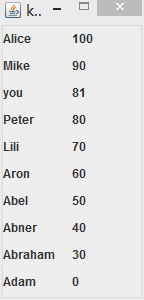 k...
Alice 100
Mike 90
you 81
Peter 80
Lili 70
Aron 60
Abel 50
Abner 40
Abraham 30
Adam 0